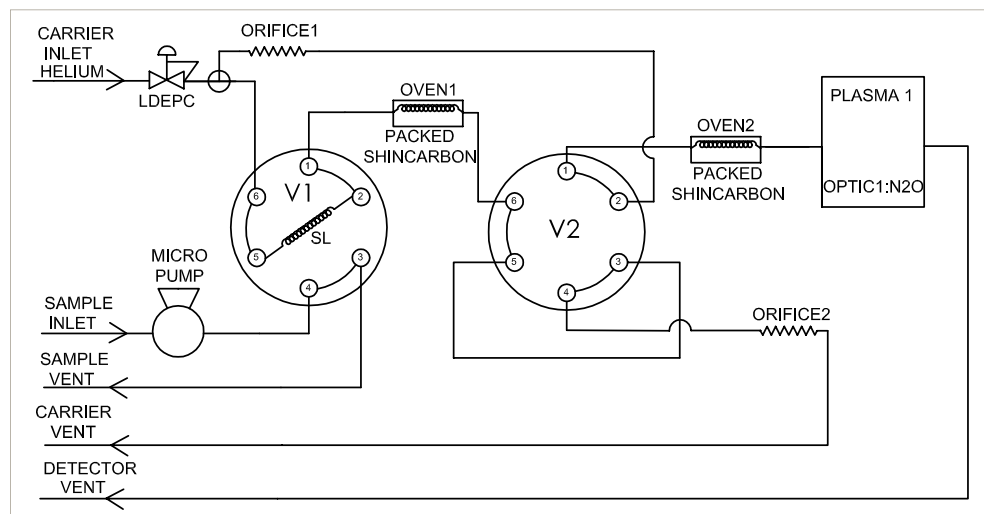 CARRIER
INLET
HELIUM
LDEPC
ORIFICE1
OVEN1
PACKED
SHINCARBON
OVEN2
PACKED
SHINCARBON
PLASMA 1
OPTIC1:N2O
V1
1
2
3
4
5
6
SL
V2
1
2
3
4
5
6
MICRO
PUMP
SAMPLE
INLET
ORIFICE2
SAMPLE
VENT
CARRIER
VENT
DETECTOR
VENT